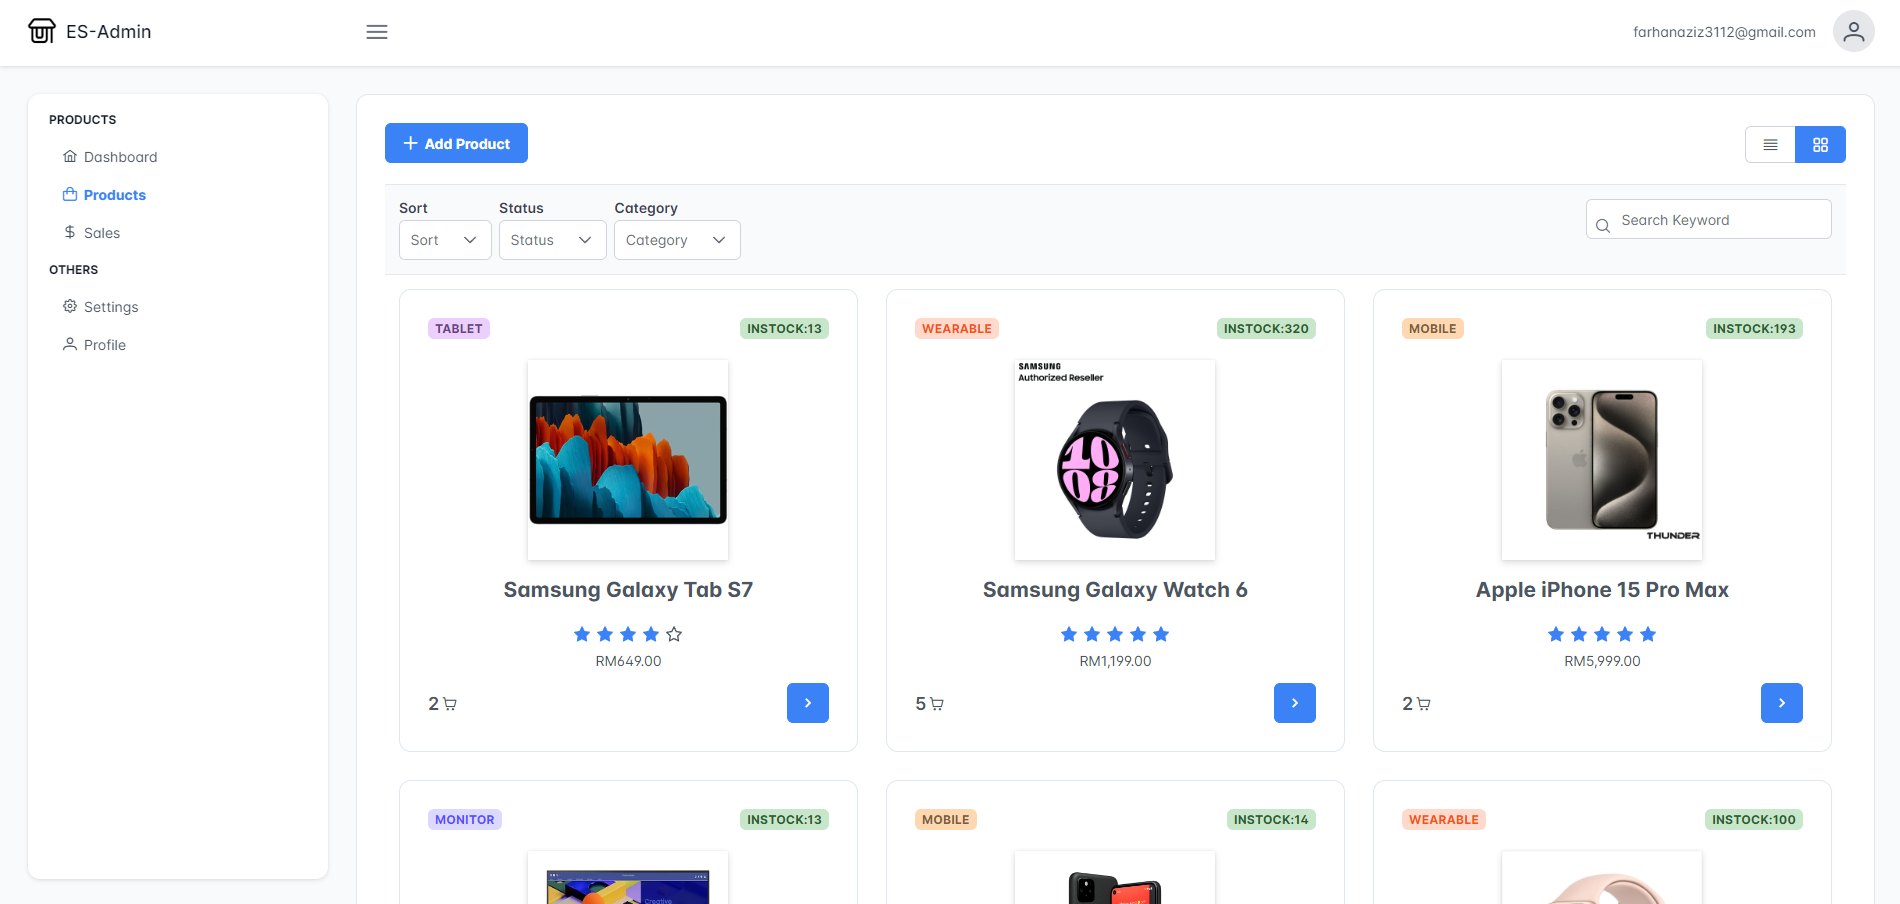 ES-Admin
farhanaziz3112@gmail.com
PRODUCTS
Dashboard
Products
Sales
OTHERS
Settings
Profile
Add Product
Sort Status Category
Sort Status Category
Search Keyword
TABLET INSTOCK:13
Samsung Galaxy Tab S7
RM649.00
2
WEARABLE INSTOCK:320
SAMSUNG
Authorized Reseller
10
08
Samsung Galaxy Watch 6
RM1,199.00
5
MOBILE INSTOCK:193
THUNDER
Apple iPhone 15 Pro Max
RM5,999.00
2
MONITOR INSTOCK:13
Creative
MOBILE INSTOCK:14
WEARABLE INSTOCK:100